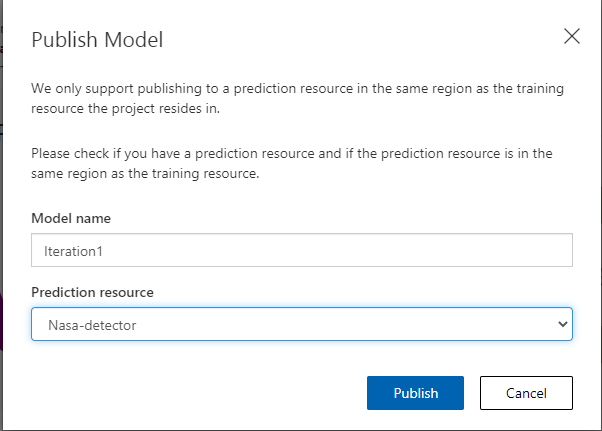 Publish Model
We only support publishing to a prediction resource in the same region as the training
resource the project resides in.
Please check if you have a prediction resource and if the prediction resource is in the
same region as the training resource.
Model name
Iteration1
Prediction resource
Nasa-detector
Publish
Cancel